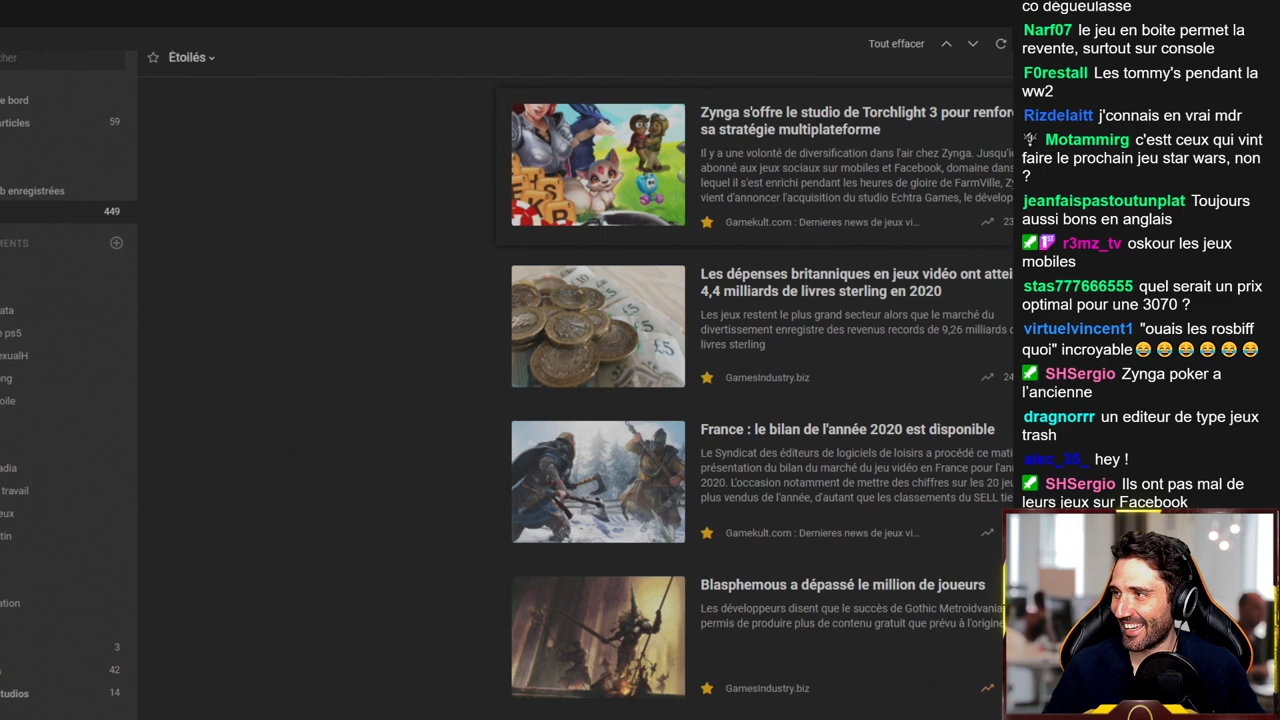 cher
Étoilés
Tout effacer
e bord
articles 59
b enregistrées
449
MENTS
ata
e ps5
exualH
ng
oile
adia
travail
eux
tin
ation
3
42
tudios 14
Zynga s'offre le studio de Torchlight 3 pour renfor
sa stratégie multiplateforme
Il y a une volonté de diversification dans l'air chez Zynga. Jusqu'i
abonné aux jeux sociaux sur mobiles et Facebook, domaine dans
lequel il s'est enrichi pendant les heures de gloire de FarmVille, Zy
vient d'annoncer l'acquisition du studio Echtra Games, le dévelop
Gamekult.com : Dernieres news de jeux vi... 23
Les dépenses britanniques en jeux vidéo ont attei
4,4 milliards de livres sterling en 2020
Les jeux restent le plus grand secteur alors que le marché du
divertissement enregistre des revenus records de 9,26 milliards d
livres sterling
£5
£5
GamesIndustry.biz 24
France : le bilan de l'année 2020 est disponible
Le Syndicat des éditeurs de logiciels de loisirs a procédé ce mati
présentation du bilan du marché du jeu vidéo en France pour l'ann
2020. L'occasion notamment de mettre des chiffres sur les 20 jeu
plus vendus de l'année, d'autant que les classements du SELL tie
Gamekult.com : Dernieres news de jeux vi...
Blasphemous a dépassé le million de joueurs
Les développeurs disent que le succès de Gothic Metroidvania
permis de produire plus de contenu gratuit que prévu à l'origine
GamesIndustry.biz
co dégueulasse
Narf07 le jeu en boite permet la
revente, surtout sur console
F0restall Les tommy's pendant la
ww2
Rizdelaitt j'connais en vrai mdr
Motammirg c'estt ceux qui vint
faire le prochain jeu star wars, non
?
jeanfaispastoutunplat Toujours
aussi bons en anglais
r3mz_tv oskour les jeux
mobiles
stas777666555 quel serait un prix
optimal pour une 3070 ?
virtuelvincent1 "ouais les rosbiff
quoi" incroyable😂 😂 😂 😂 😂 😂
SHSergio Zynga poker a
l'ancienne
dragnorrr un editeur de type jeux
trash
alec_35_ hey !
SHSergio Ils ont pas mal de
leurs jeux sur Facebook